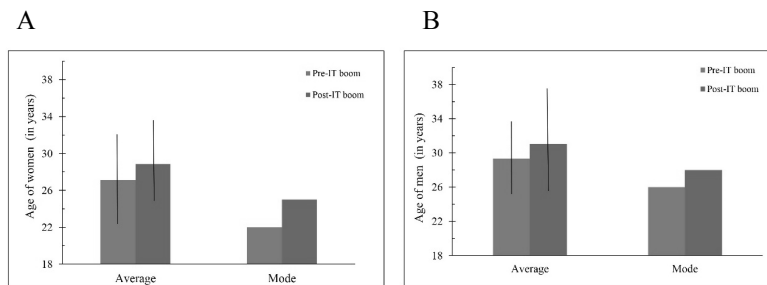 A
Age of women (in years)
38
34
30
26
22
18
Pre-IT boom
Post-IT boom
Average
Mode
B
Age of men (in years)
38
34
30
26
22
18
Pre-IT boom
Post-IT boom
Average
Mode